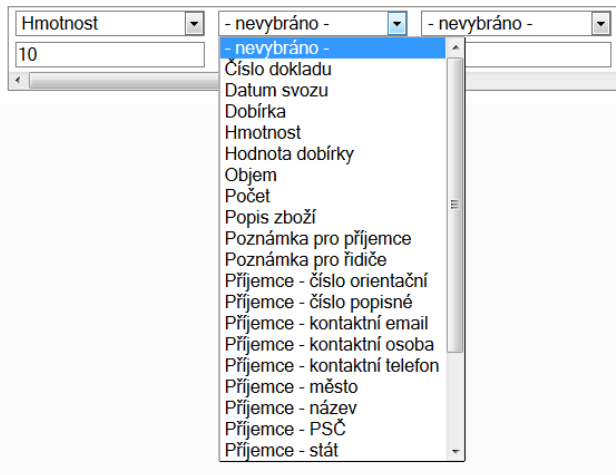 Hmotnost - nevybráno - - nevybráno -
10
- nevybráno -
Číslo dokladu
Datum svozu
Dobírka
Hmotnost
Hodnota dobírky
Objem
Počet
Popis zboží
Poznámka pro příjemce
Poznámka pro řidiče
Příjemce - číslo orientační
Příjemce - číslo popisné
Příjemce - kontaktní email
Příjemce - kontaktní osoba
Příjemce - kontaktní telefon
Příjemce - město
Příjemce - název
Příjemce - PSČ
Příjemce - stát